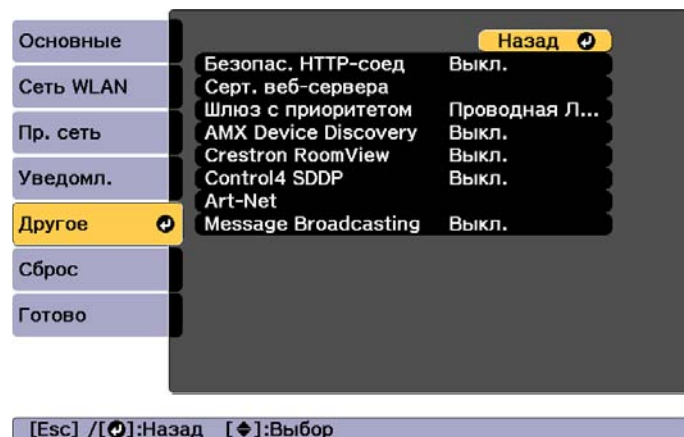 Основные
Сеть WLAN
Пр. сеть
Уведомл.
Другое
Сброс
Готово
Назад
Безопас. HTTP-соед Выкл.
Серт. веб-сервера
Шлюз с приоритетом Проводная Л...
AMX Device Discovery Выкл.
Crestron RoomView Выкл.
Control4 SDDP Выкл.
Art-Net
Message Broadcasting Выкл.
[Esc] /[⏎]:Назад [◆]:Выбор